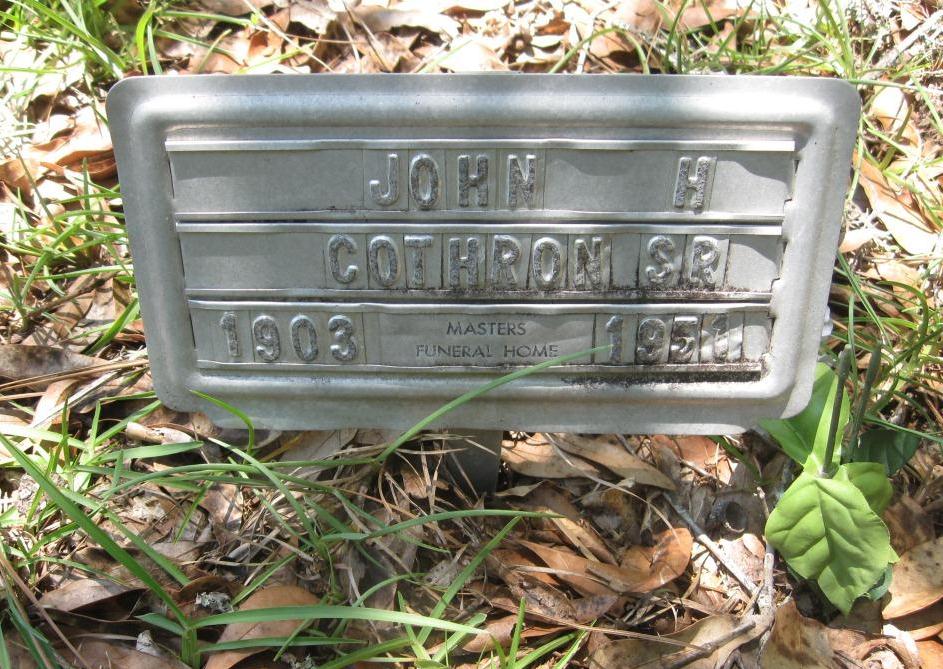 JOHN H
COTHRON SR
1903 MASTERS FUNERAL HOME 1951